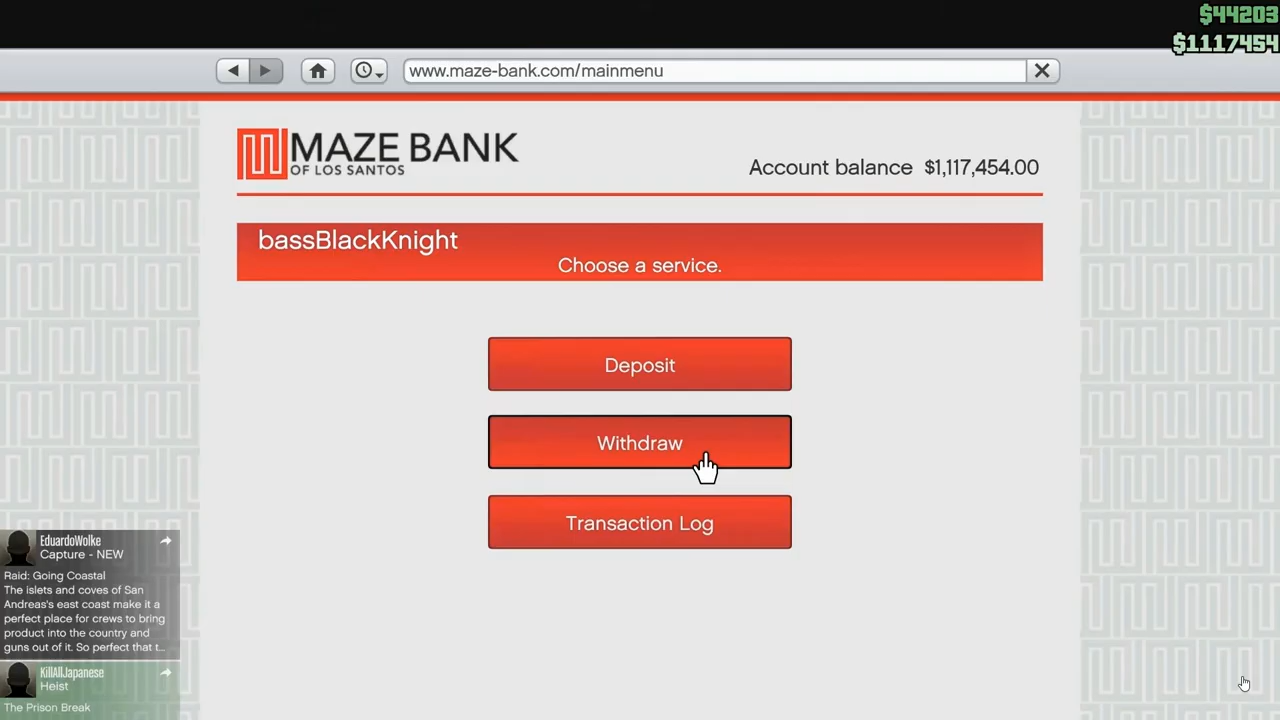 $44203
$1117454
www.maze-bank.com/mainmenu
MAZE BANK
OF LOS SANTOS
Account balance $1,117,454.00
bassBlackKnight
Choose a service.
Deposit
Withdraw
Transaction Log
EduardoWolke
Capture - NEW
Raid: Going Coastal
The islets and coves of San
Andreas's east coast make it a
perfect place for crews to bring
product into the country and
guns out of it. So perfect that t...
KillAllJapanese
Heist
The Prison Break